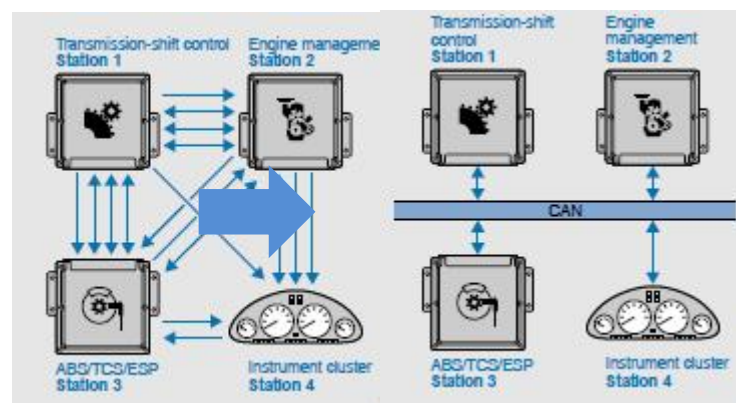 Transmission-shift control
Station 1
Engine manageme
Station 2
ABS/TCS/ESP
Station 3
Instrument cluster
Station 4
Transmission-shift
control
Station 1
Engine
management
Station 2
CAN
ABS/TCS/ESP
Station 3
Instrument cluster
Station 4